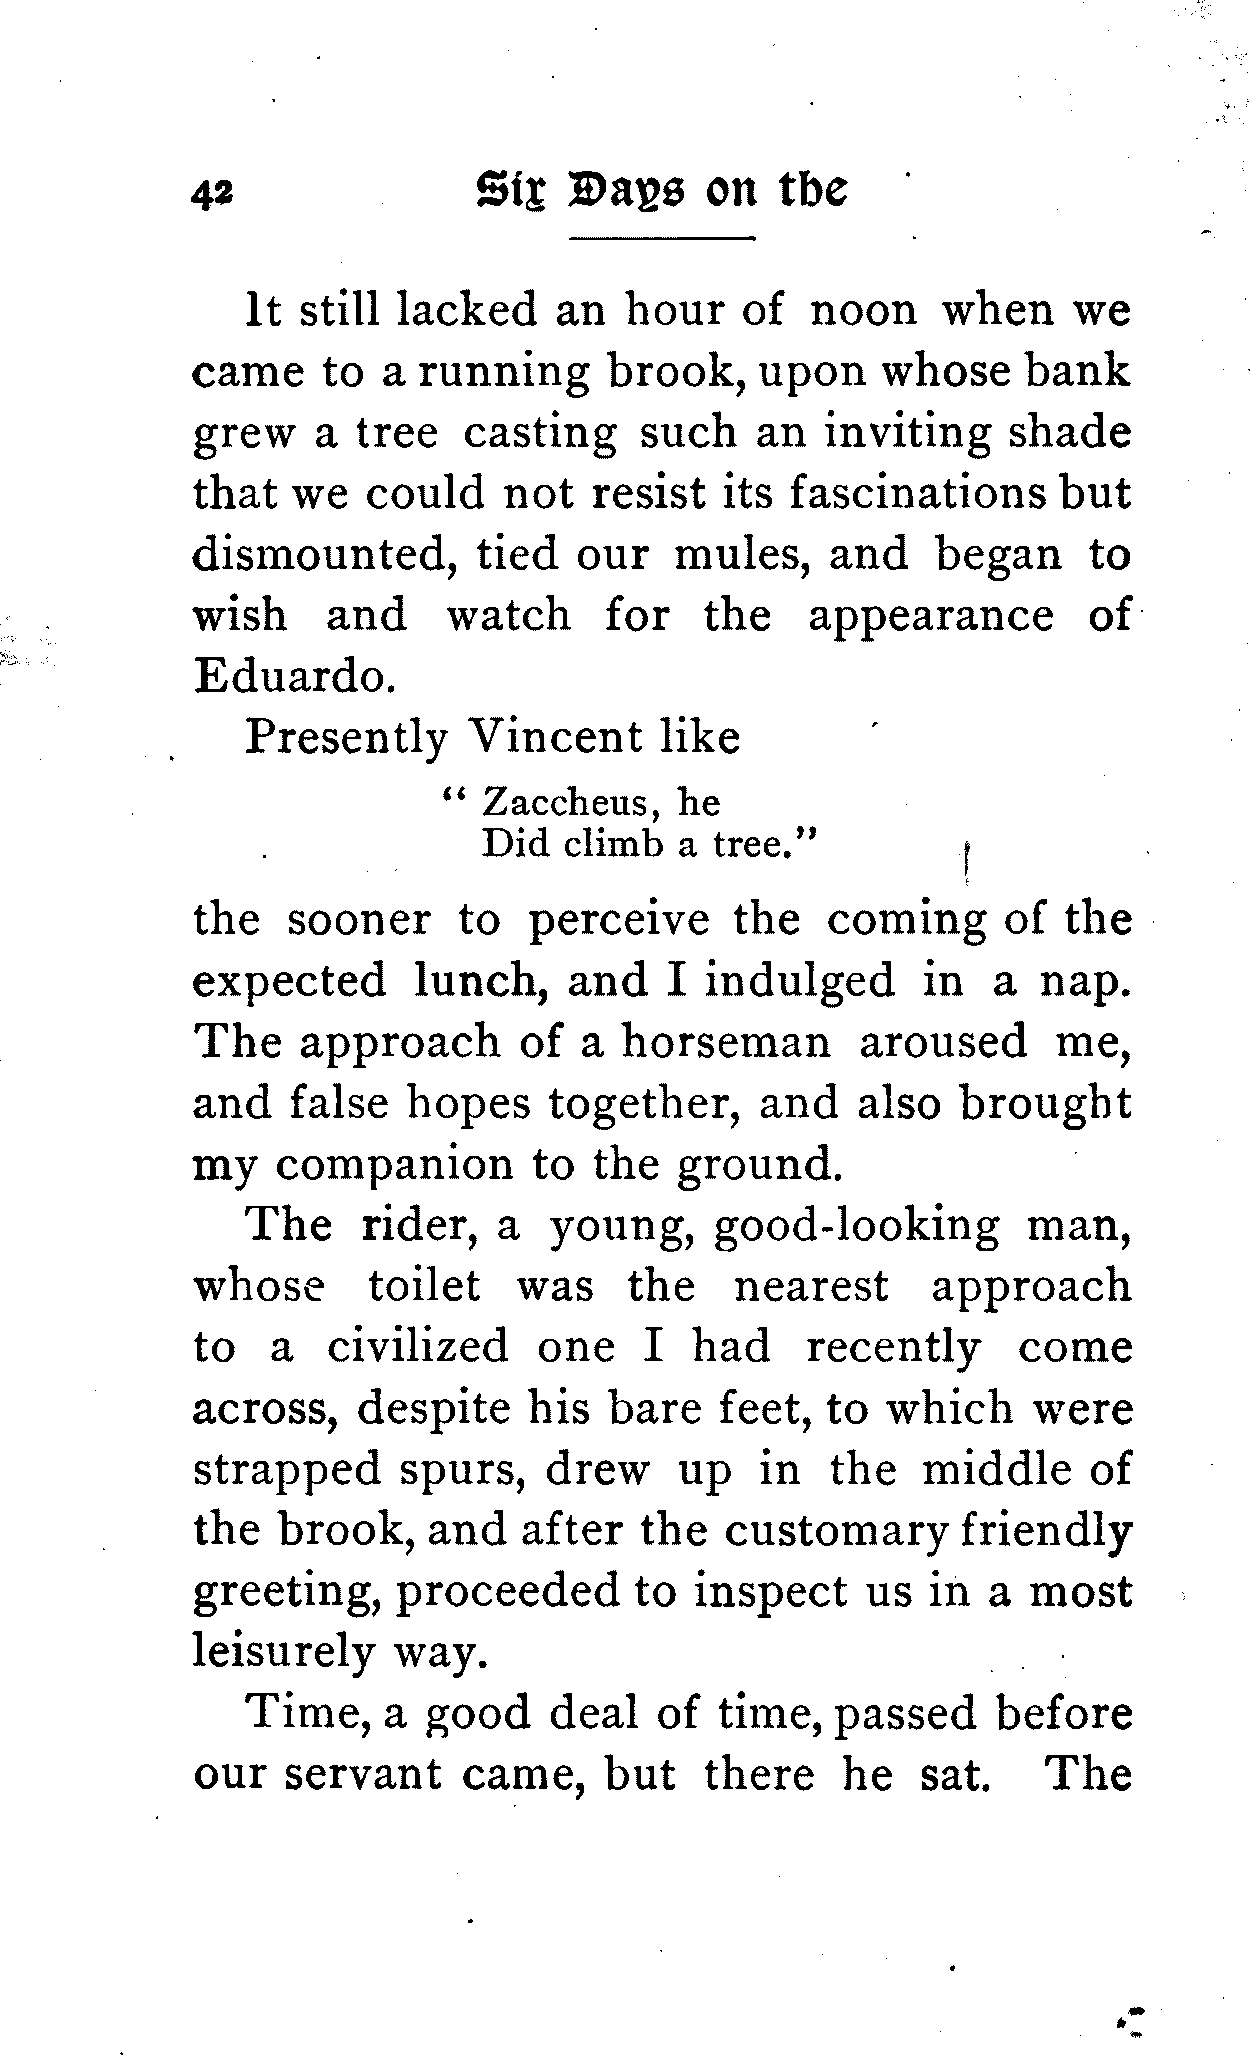 42 Six Days on the
It still lacked an hour of noon when we
came to a running brook, upon whose bank
grew a tree casting such an inviting shade
that we could not resist its fascinations but
dismounted, tied our mules, and began to
wish and watch for the appearance of
Eduardo.
Presently Vincent like
“ Zaccheus, he
Did climb a tree.”
the sooner to perceive the coming of the
expected lunch, and I indulged in a nap.
The approach of a horseman aroused me,
and false hopes together, and also brought
my companion to the ground.
The rider, a young, good-looking man,
whose toilet was the nearest approach
to a civilized one I had recently come
across, despite his bare feet, to which were
strapped spurs, drew up in the middle of
the brook, and after the customary friendly
greeting, proceeded to inspect us in a most
leisurely way.
Time, a good deal of time, passed before
our servant came, but there he sat. The